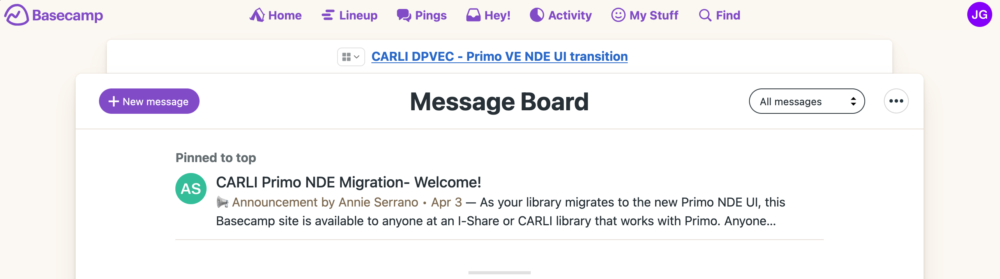 Basecamp
Home Lineup Pings Hey! Activity My Stuff Find
JG
CARLI DPVEC - Primo VE NDE UI transition
+ New message
Message Board
All messages
Pinned to top
AS
CARLI Primo NDE Migration- Welcome!
Announcement by Annie Serrano • Apr 3 — As your library migrates to the new Primo NDE UI, this
Basecamp site is available to anyone at an I-Share or CARLI library that works with Primo. Anyone...